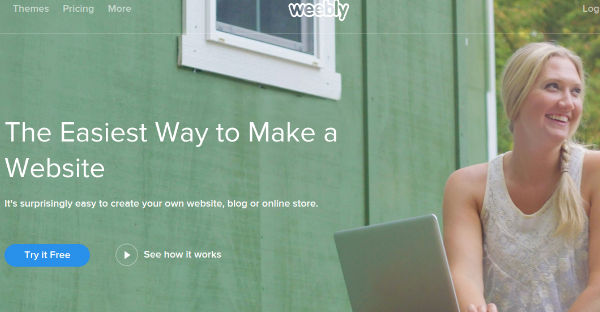 Themes Pricing More weebly Log
The Easiest Way to Make a
Website
It's surprisingly easy to create your own website, blog or online store.
Try it Free See how it works